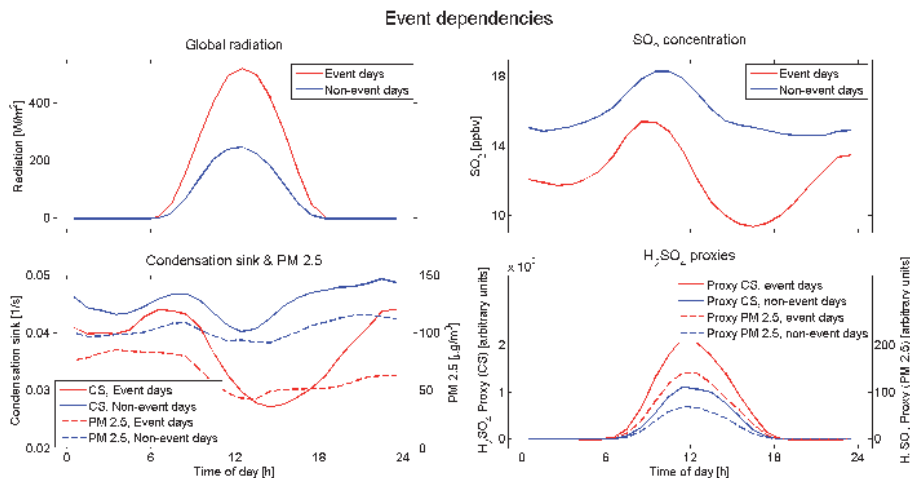 Event dependencies
Global radiation
Radiation [W/m²]
400
200
0
Event days
Non-event days
SO2 concentration
SO2 [ppbv]
18
14
10
Event days
Non-event days
Condensation sink & PM 2.5
Condensation sink [1/s]
0.05
0.04
0.03
0.02
150
100
50
0
PM 2.5 [µg/m³]
CS, Event days
CS, Non-event days
PM 2.5, Event days
PM 2.5, Non-event days
0 6 12 18 24
Time of day [h]
H2SO4 proxies
H2SO4 Proxy (CS) [arbitrary units]
2
1
0
Proxy CS, event days
Proxy CS, non-event days
Proxy PM 2.5, event days
Proxy PM 2.5, non-event days
200
100
0
H2SO4 Proxy (PM 2.5) [arbitrary units]
0 6 12 18 24
Time of day [h]